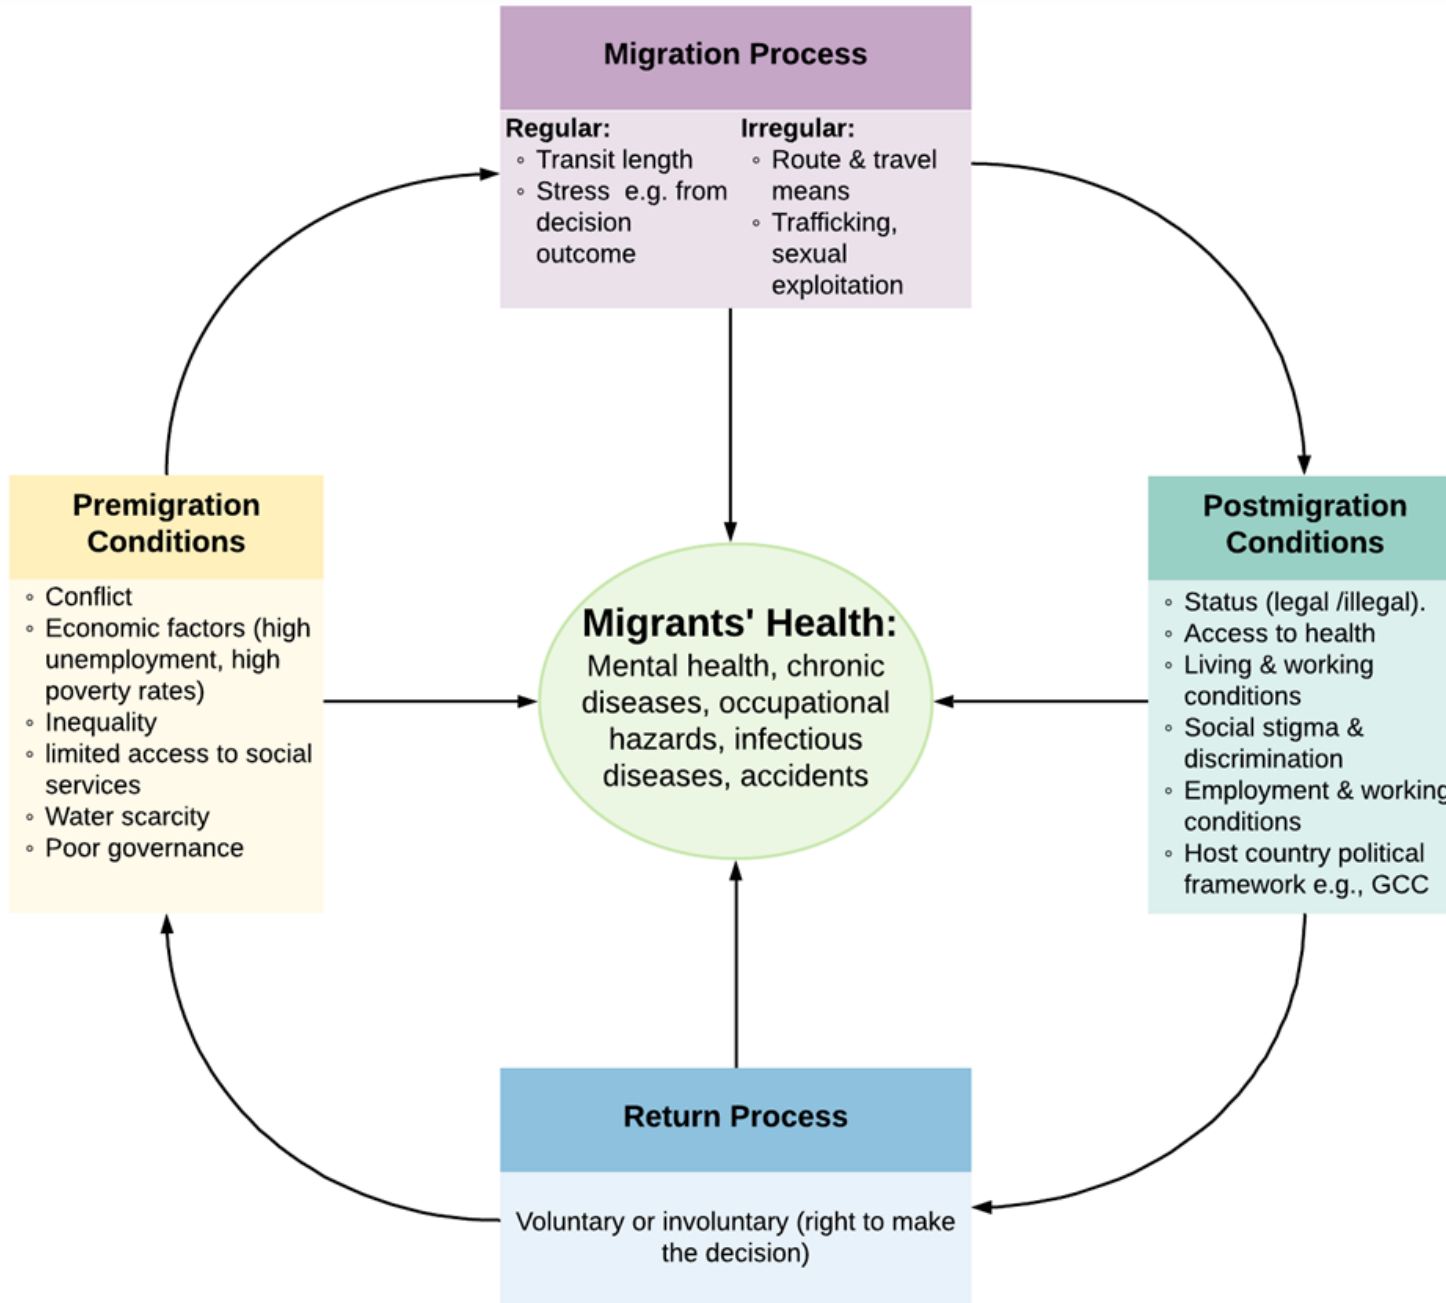 Migration Process
Regular:
◦ Transit length
◦ Stress e.g. from
decision
outcome
Irregular:
◦ Route & travel
means
◦ Trafficking,
sexual
exploitation
Premigration
Conditions
◦ Conflict
◦ Economic factors (high
unemployment, high
poverty rates)
◦ Inequality
◦ limited access to social
services
◦ Water scarcity
◦ Poor governance
Migrants' Health:
Mental health, chronic
diseases, occupational
hazards, infectious
diseases, accidents
Postmigration
Conditions
◦ Status (legal /illegal).
◦ Access to health
◦ Living & working
conditions
◦ Social stigma &
discrimination
◦ Employment & working
conditions
◦ Host country political
framework e.g., GCC
Return Process
Voluntary or involuntary (right to make
the decision)